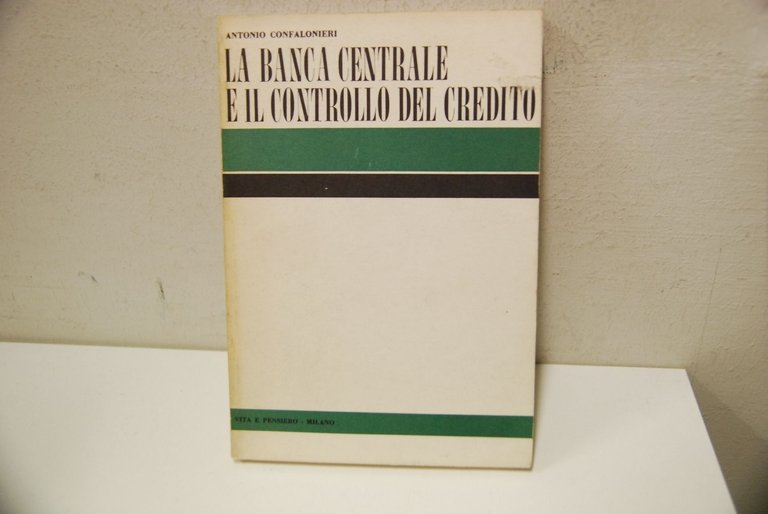 ANTONIO CONFALONIERI
LA BANCA CENTRALE
E IL CONTROLLO DEL CREDITO
VITA E PENSIERO - MILANO